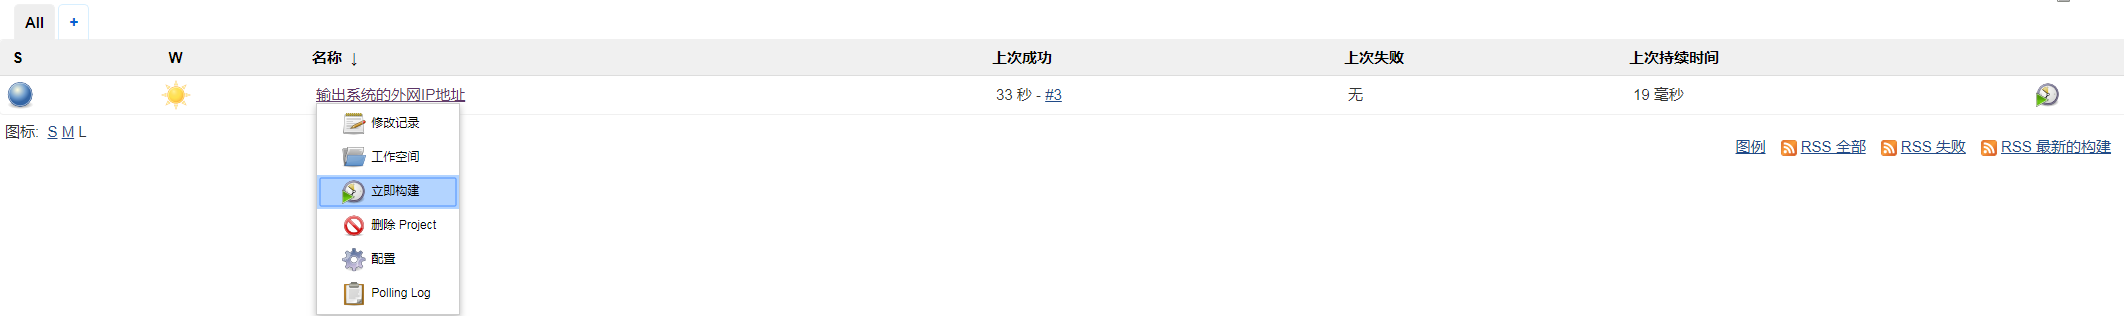 All +
S W 名称 ↓ 上次成功 上次失败 上次持续时间
输出系统的外网IP地址 33 秒 - #3 无 19 毫秒
修改记录
工作空间
立即构建
删除 Project
配置
Polling Log
图标: S M L
图例 RSS 全部 RSS 失败 RSS 最新的构建